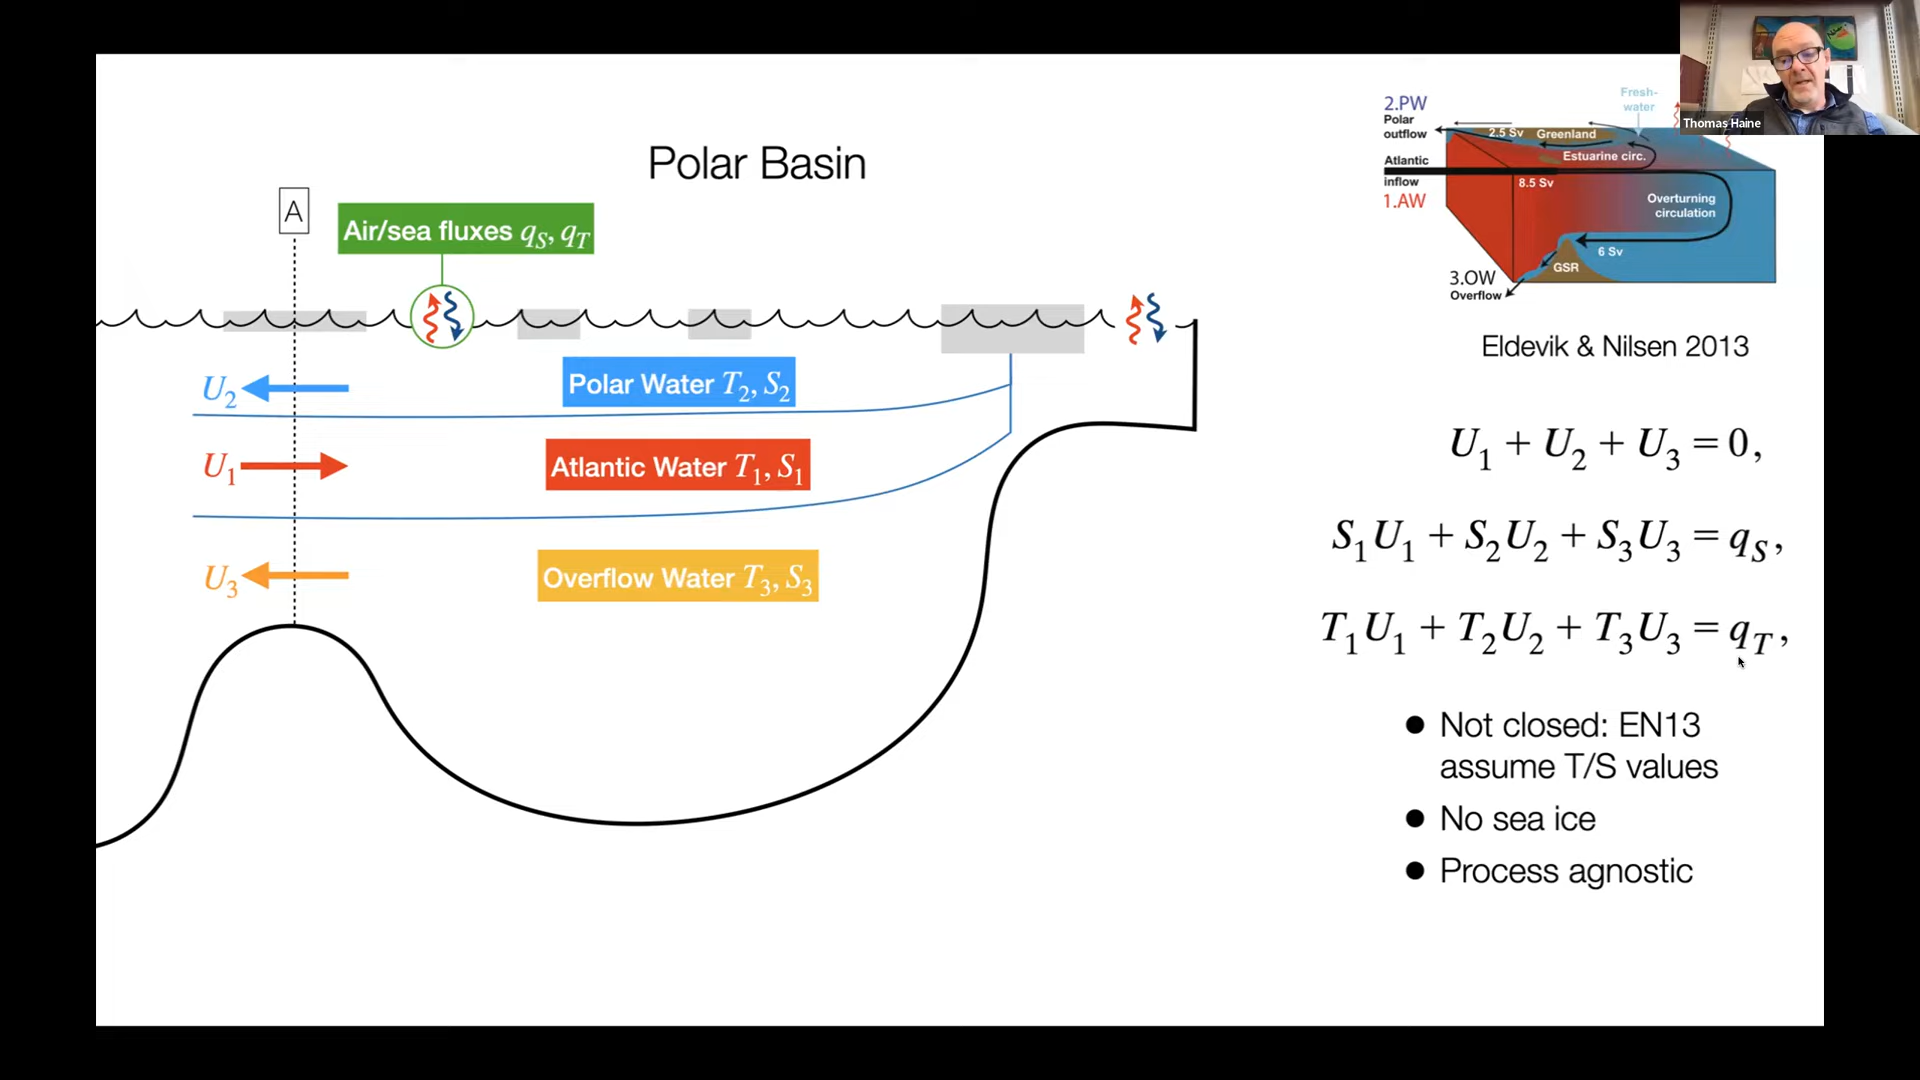 Thomas Haine
Polar Basin
A
Air/sea fluxes q_S, q_T
U_2
Polar Water T_2, S_2
U_1
Atlantic Water T_1, S_1
U_3
Overflow Water T_3, S_3
2.PW
Polar
outflow
Atlantic
inflow
1.AW
Fresh-
water
2.5 Sv
Greenland
Estuarine circ.
8.5 Sv
Overturning
circulation
6 Sv
GSR
3.OW
Overflow
Eldevik & Nilsen 2013
U_1 + U_2 + U_3 = 0,
S_1U_1 + S_2U_2 + S_3U_3 = q_S,
T_1U_1 + T_2U_2 + T_3U_3 = q_T,
● Not closed: EN13
assume T/S values
● No sea ice
● Process agnostic